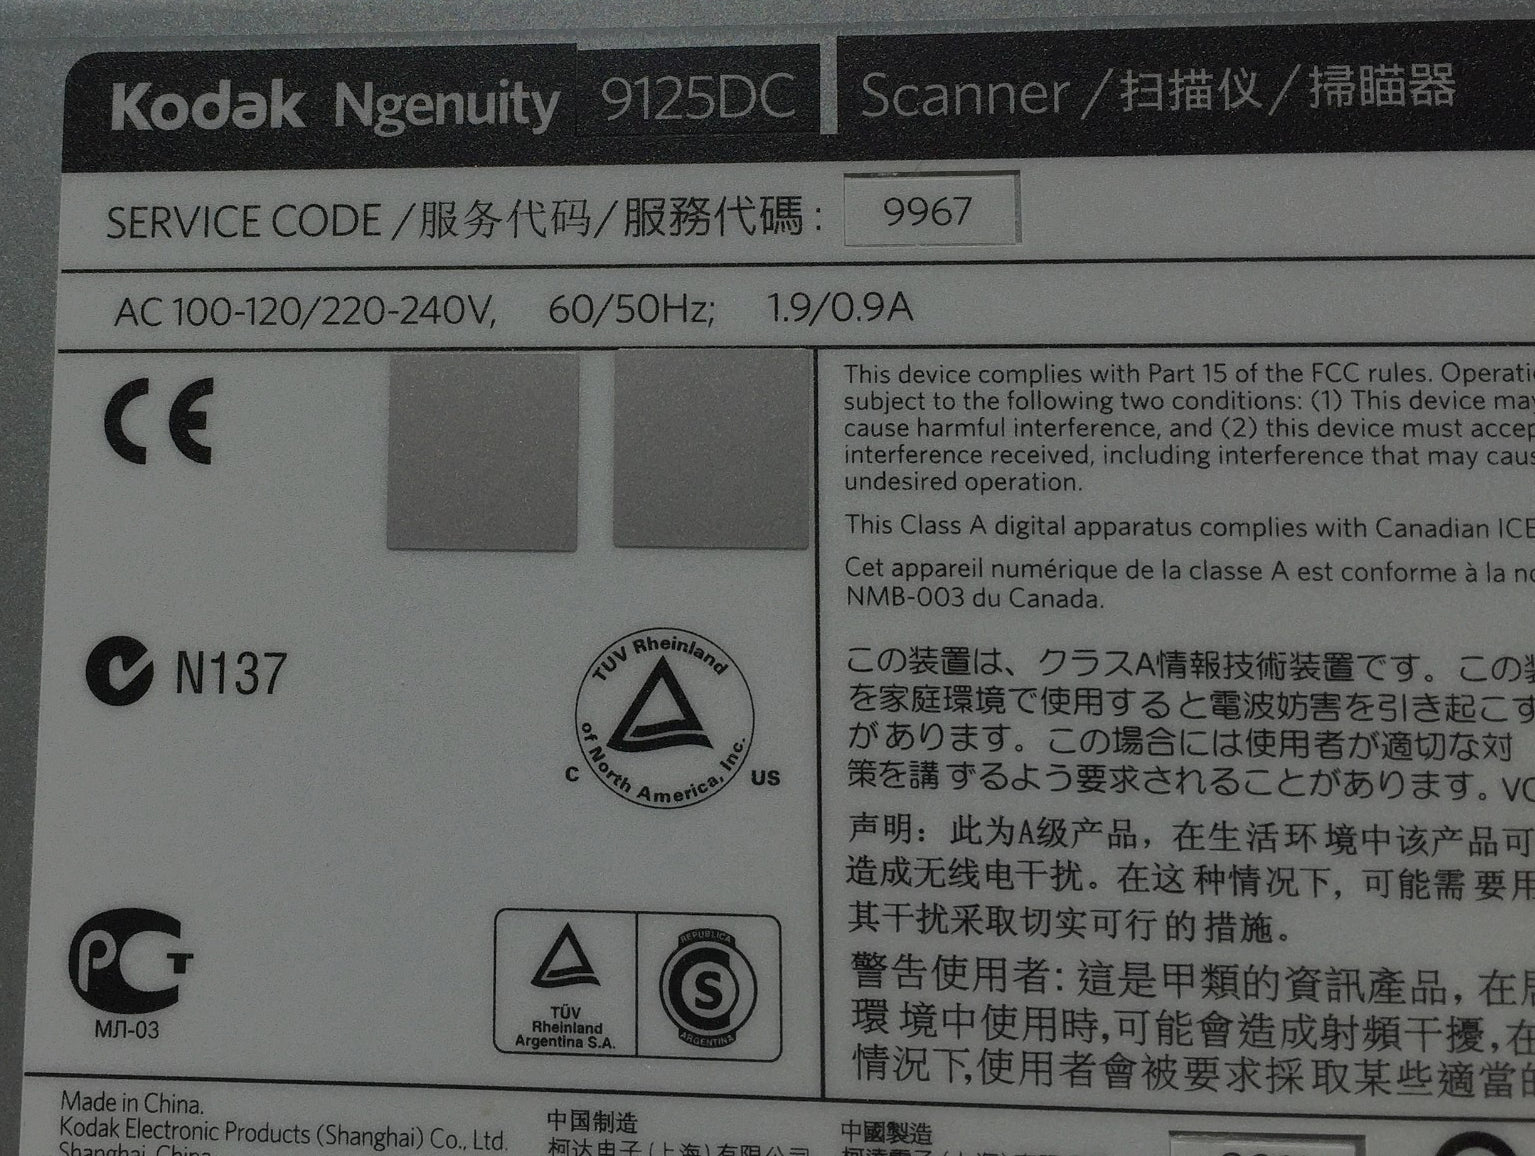 Kodak Ngenuity 9125DC Scanner/扫描仪/掃瞄器
SERVICE CODE/服务代码/服務代碼: 9967
AC 100-120/220-240V, 60/50Hz; 1.9/0.9A
CE
This device complies with Part 15 of the FCC rules.
subject to the following two conditions: (1) This device may
cause harmful interference, and (2) this device must
interference received, including interference that may
undesired operation.
This Class A digital apparatus complies with Canadian
Cet appareil numérique de la classe A est conforme à la
NMB-003 du Canada.
N137
TUV Rheinland
of North America, Inc.
C US
この装置は、クラスA情報技術装置です。この
を家庭環境で使用すると電波妨害を引き起こす
があります。この場合には使用者が適切な対
策を講ずるよう要求されることがあります。
声明：此为A级产品，在生活环境中该产品可
造成无线电干扰。在这种情况下，可能需要用
其干扰采取切实可行的措施。
警告使用者：這是甲類的資訊產品，在
環境中使用時,可能會造成射頻干擾,在
情況下,使用者會被要求採取某些適當的
РСТ
МЛ-03
TÜV
Rheinland
Argentina S.A.
REPUBLICA
S
ARGENTINA
Made in China.
Kodak Electronic Products (Shanghai) Co., Ltd.
Shanghai, China
中国制造
柯达电子(上海)有限公司
中國製造